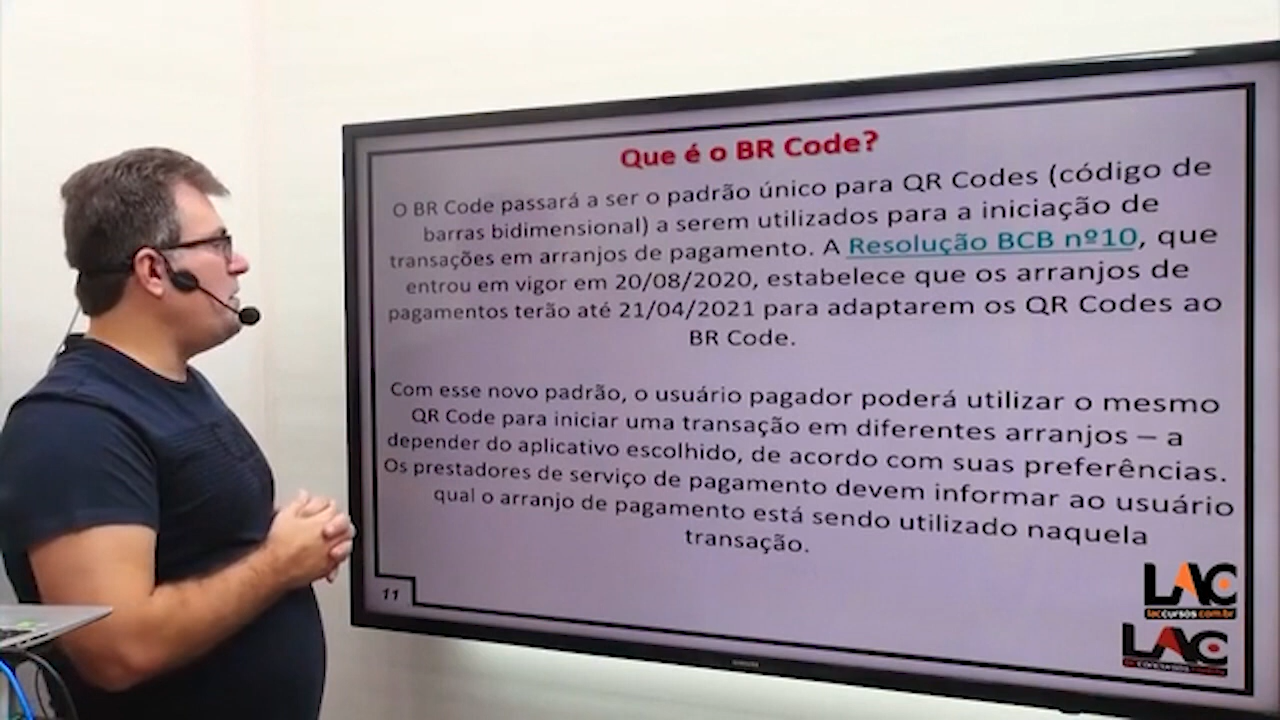 Que é o BR Code?
O BR Code passará a ser o padrão único para QR Codes (código de
barras bidimensional) a serem utilizados para a iniciação de
transações em arranjos de pagamento. A Resolução BCB nº10, que
entrou em vigor em 20/08/2020, estabelece que os arranjos de
pagamentos terão até 21/04/2021 para adaptarem os QR Codes ao
BR Code.
Com esse novo padrão, o usuário pagador poderá utilizar o mesmo
QR Code para iniciar uma transação em diferentes arranjos – a
depender do aplicativo escolhido, de acordo com suas preferências.
Os prestadores de serviço de pagamento devem informar ao usuário
qual o arranjo de pagamento está sendo utilizado naquela
transação.
11
LAC
laccursos.com.br
LAC
SAMSUNG